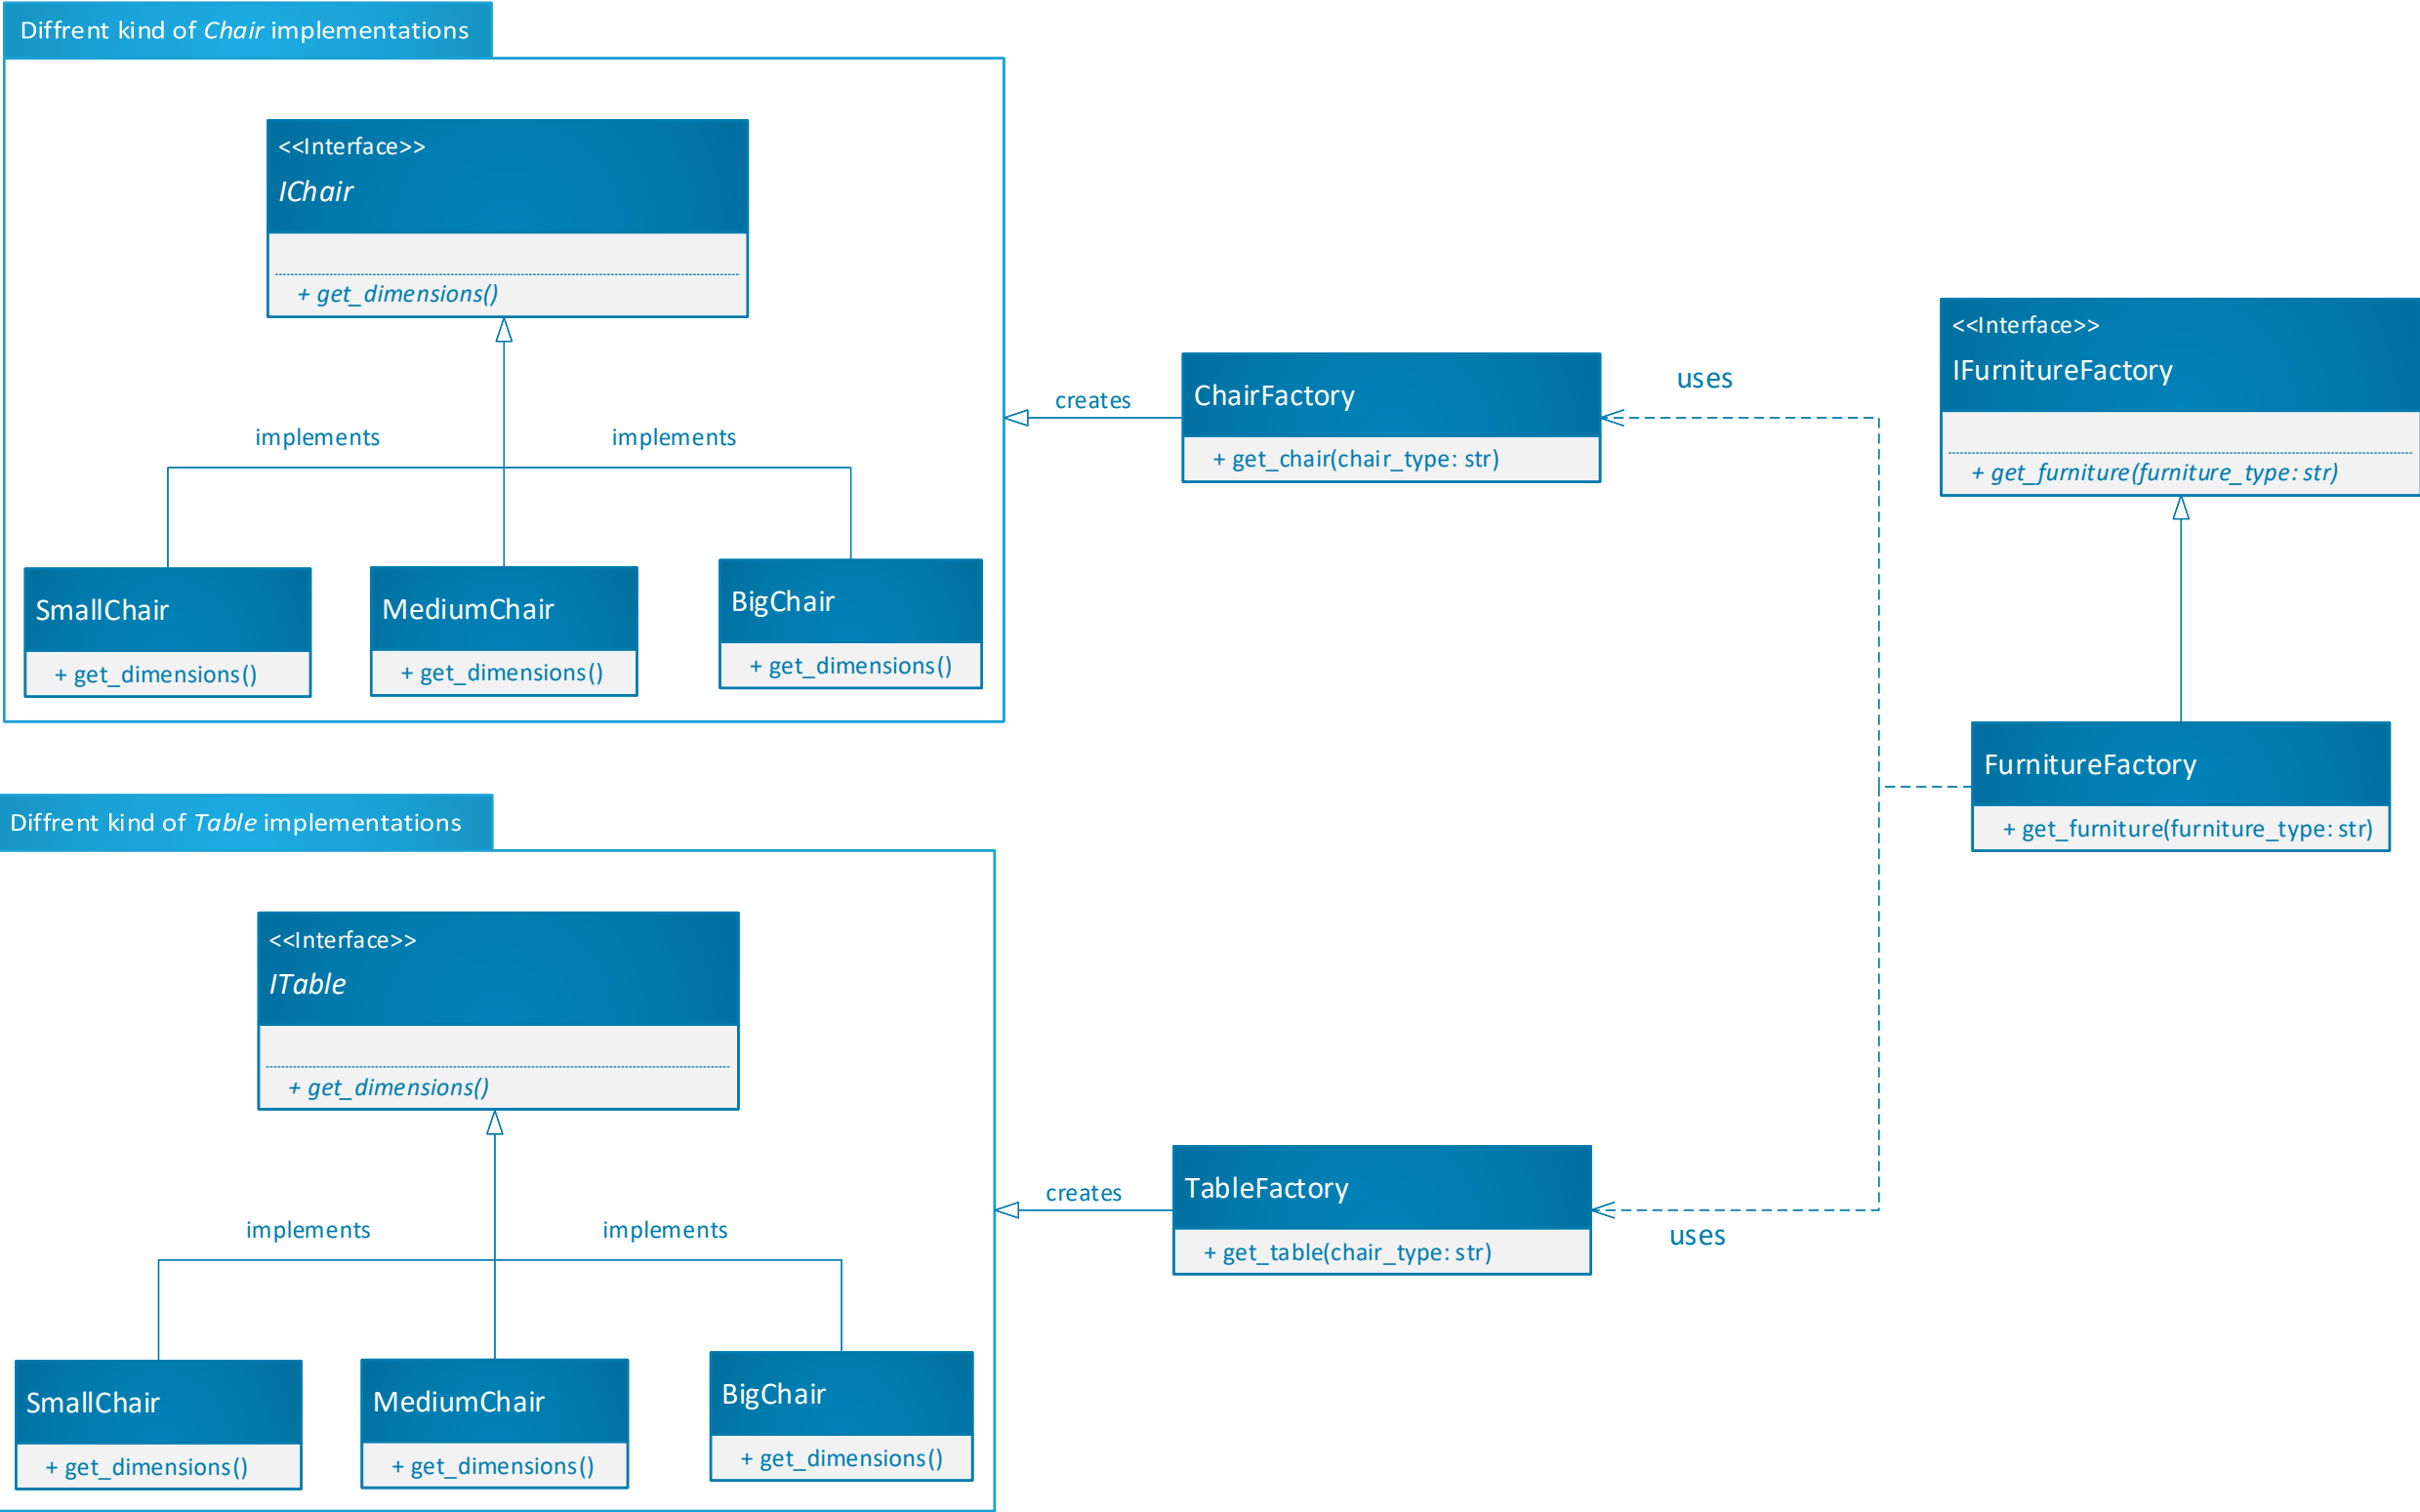 Diffrent kind of Chair implementations
<<Interface>>
IChair
+ get_dimensions()
implements
implements
SmallChair
+ get_dimensions()
MediumChair
+ get_dimensions()
BigChair
+ get_dimensions()
creates
ChairFactory
+ get_chair(chair_type: str)
uses
<<Interface>>
IFurnitureFactory
+ get_furniture(furniture_type: str)
FurnitureFactory
+ get_furniture(furniture_type: str)
Diffrent kind of Table implementations
<<Interface>>
ITable
+ get_dimensions()
implements
implements
SmallChair
+ get_dimensions()
MediumChair
+ get_dimensions()
BigChair
+ get_dimensions()
creates
TableFactory
+ get_table(chair_type: str)
uses